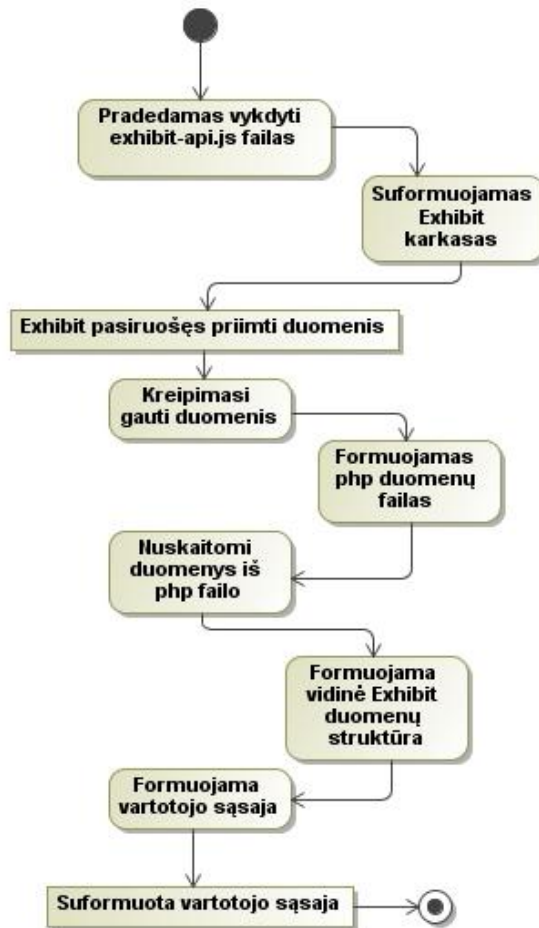 Pradedamas vykdyti
exhibit-api.js failas
Suformuojamas
Exhibit
karkasas
Exhibit pasiruošęs priimti duomenis
Kreipimasi
gauti duomenis
Formuojamas
php duomenų
failas
Nuskaitomi
duomenys iš
php failo
Formuojama
vidinė Exhibit
duomenų
struktūra
Formuojama
vartotojo sąsaja
Suformuota vartotojo sąsaja